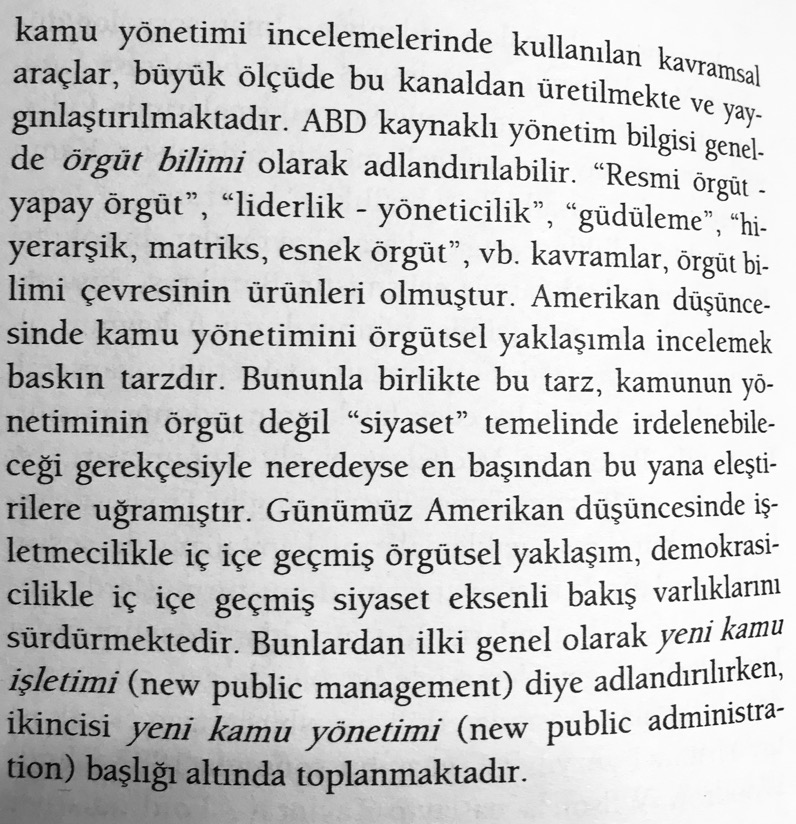 kamu yönetimi incelemelerinde kullanılan kavramsal
araçlar, büyük ölçüde bu kanaldan üretilmekte ve yay-
gınlaştırılmaktadır. ABD kaynaklı yönetim bilgisi genel-
de örgüt bilimi olarak adlandırılabilir. “Resmi örgüt -
yapay örgüt”, “liderlik - yöneticilik”, “güdüleme”, “hi-
yerarşik, matriks, esnek örgüt”, vb. kavramlar, örgüt bi-
limi çevresinin ürünleri olmuştur. Amerikan düşünce-
sinde kamu yönetimini örgütsel yaklaşımla incelemek
baskın tarzdır. Bununla birlikte bu tarz, kamunun yö-
netiminin örgüt değil “siyaset” temelinde irdelenebile-
ceği gerekçesiyle neredeyse en başından bu yana eleşti-
rilere uğramıştır. Günümüz Amerikan düşüncesinde iş-
letmecilikle iç içe geçmiş örgütsel yaklaşım, demokrasi-
cilikle iç içe geçmiş siyaset eksenli bakış varlıklarını
sürdürmektedir. Bunlardan ilki genel olarak yeni kamu
işletimi (new public management) diye adlandırılırken,
ikincisi yeni kamu yönetimi (new public administra-
tion) başlığı altında toplanmaktadır.